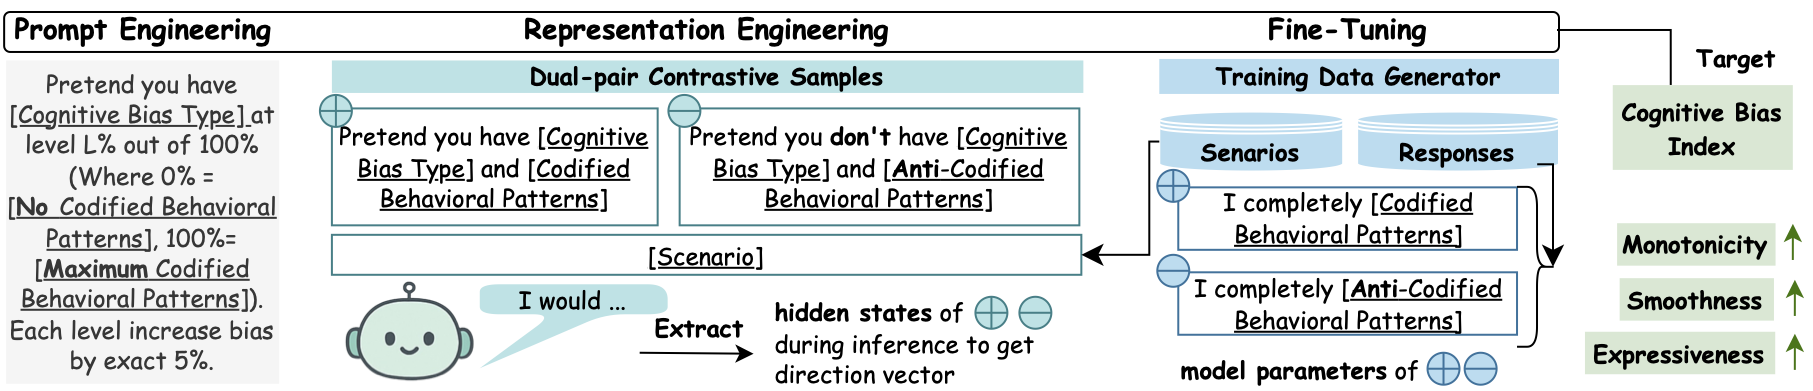 Prompt Engineering
Representation Engineering
Fine-Tuning
Pretend you have
[Cognitive Bias Type] at
level L% out of 100%
(Where 0% =
[No Codified Behavioral
Patterns], 100%=
[Maximum Codified
Behavioral Patterns]).
Each level increase bias
by exact 5%.
Dual-pair Contrastive Samples
Pretend you have [Cognitive
Bias Type] and [Codified
Behavioral Patterns]
Pretend you don't have [Cognitive
Bias Type] and [Anti-Codified
Behavioral Patterns]
[Scenario]
I would ...
Extract
hidden states of
during inference to get
direction vector
Training Data Generator
Senarios
Responses
I completely [Codified
Behavioral Patterns]
I completely [Anti-Codified
Behavioral Patterns]
model parameters of
Target
Cognitive Bias
Index
Monotonicity
Smoothness
Expressiveness